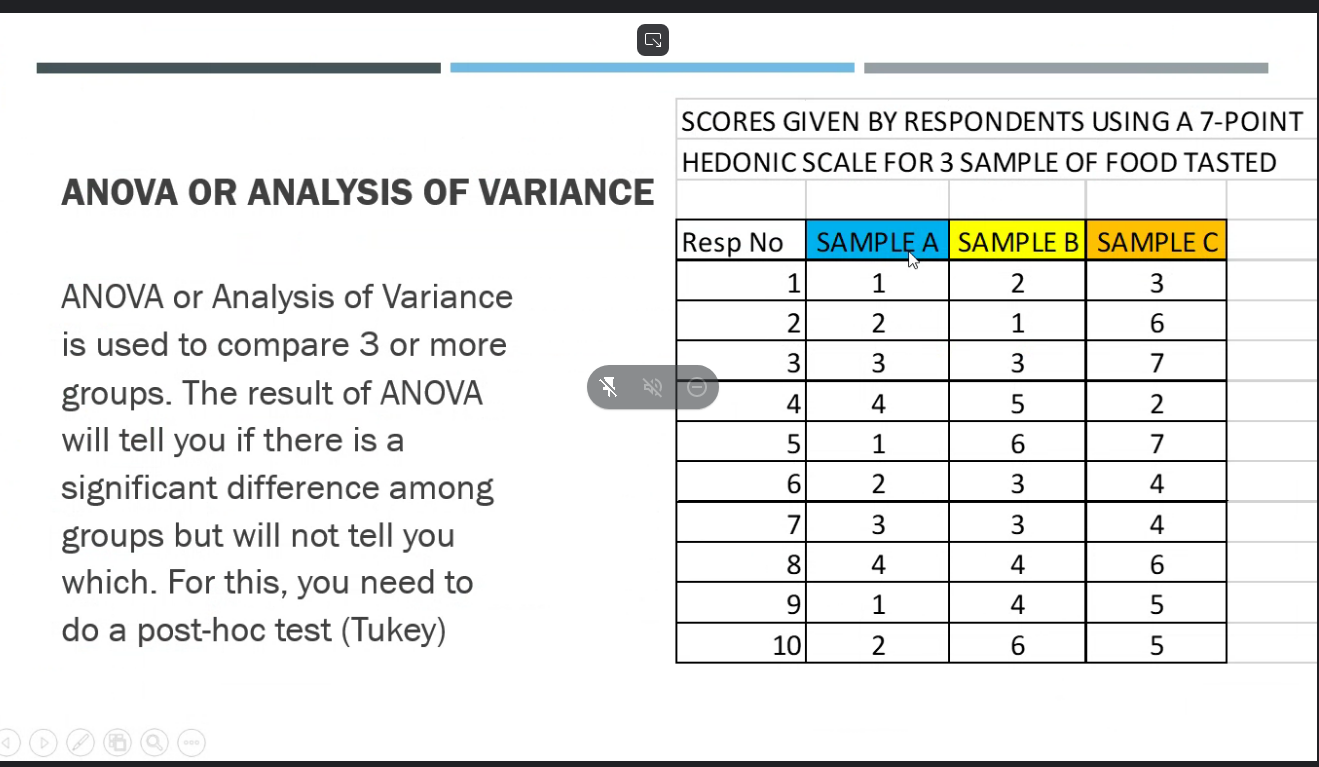 ANOVA OR ANALYSIS OF VARIANCE
ANOVA or Analysis of Variance
is used to compare 3 or more
groups. The result of ANOVA
will tell you if there is a
significant difference among
groups but will not tell you
which. For this, you need to
do a post-hoc test (Tukey)
SCORES GIVEN BY RESPONDENTS USING A 7-POINT
HEDONIC SCALE FOR 3 SAMPLE OF FOOD TASTED
Resp No SAMPLE A SAMPLE B SAMPLE C
1 1 2 3
2 2 1 6
3 3 3 7
4 4 5 2
5 1 6 7
6 2 3 4
7 3 3 4
8 4 4 6
9 1 4 5
10 2 6 5